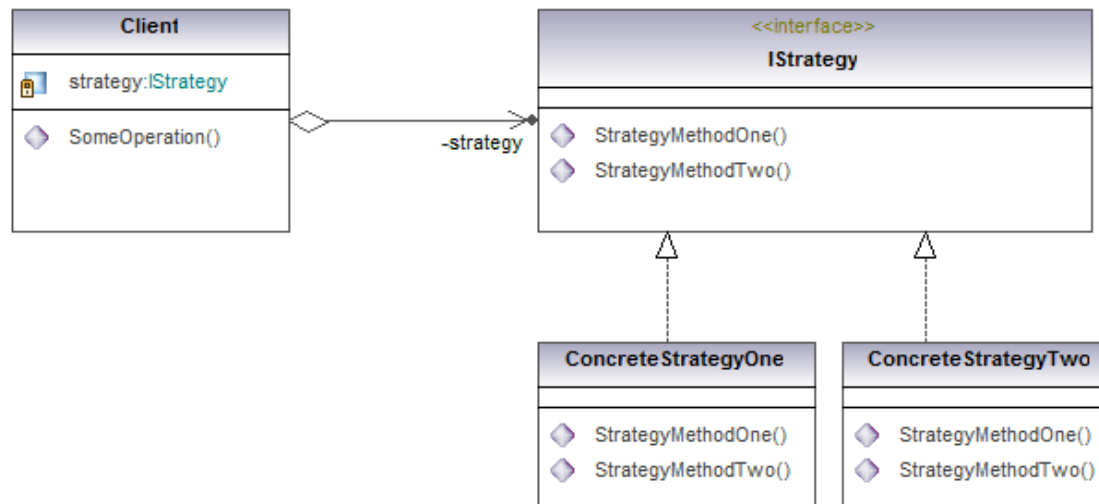 Client
strategy:IStrategy
SomeOperation()
-strategy
<<interface>>
IStrategy
StrategyMethodOne()
StrategyMethodTwo()
ConcreteStrategyOne
StrategyMethodOne()
StrategyMethodTwo()
ConcreteStrategyTwo
StrategyMethodOne()
StrategyMethodTwo()